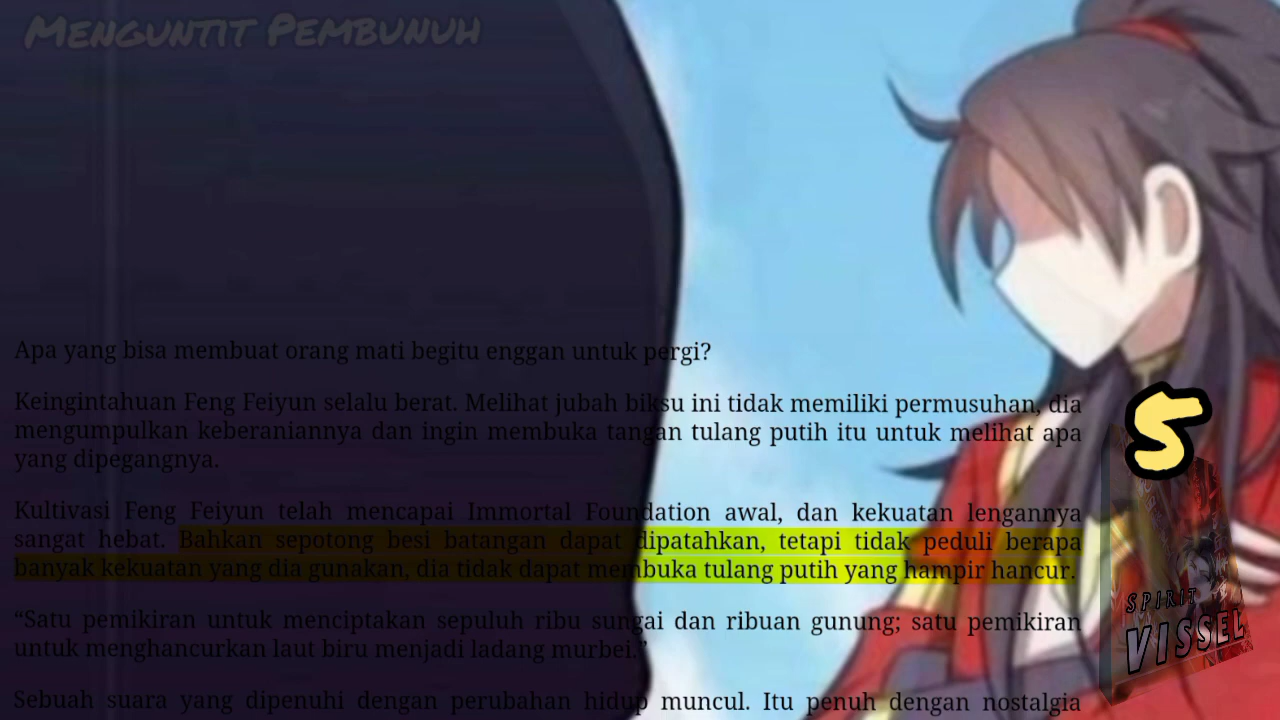 Menguntit Pembunuh
Apa yang bisa membuat orang mati begitu enggan untuk pergi?
Keingintahuan Feng Feiyun selalu berat. Melihat jubah biksu ini tidak memiliki permusuhan, dia
mengumpulkan keberaniannya dan ingin membuka tangan tulang putih itu untuk melihat apa
yang dipegangnya.
Kultivasi Feng Feiyun telah mencapai Immortal Foundation awal, dan kekuatan lengannya
sangat hebat. Bahkan sepotong besi batangan dapat dipatahkan, tetapi tidak peduli berapa
banyak kekuatan yang dia gunakan, dia tidak dapat membuka tulang putih yang hampir hancur.
“Satu pemikiran untuk menciptakan sepuluh ribu sungai dan ribuan gunung; satu pemikiran
untuk menghancurkan laut biru menjadi ladang murbei.”
Sebuah suara yang dipenuhi dengan perubahan hidup muncul. Itu penuh dengan nostalgia
S
SPIRIT
VISSEL